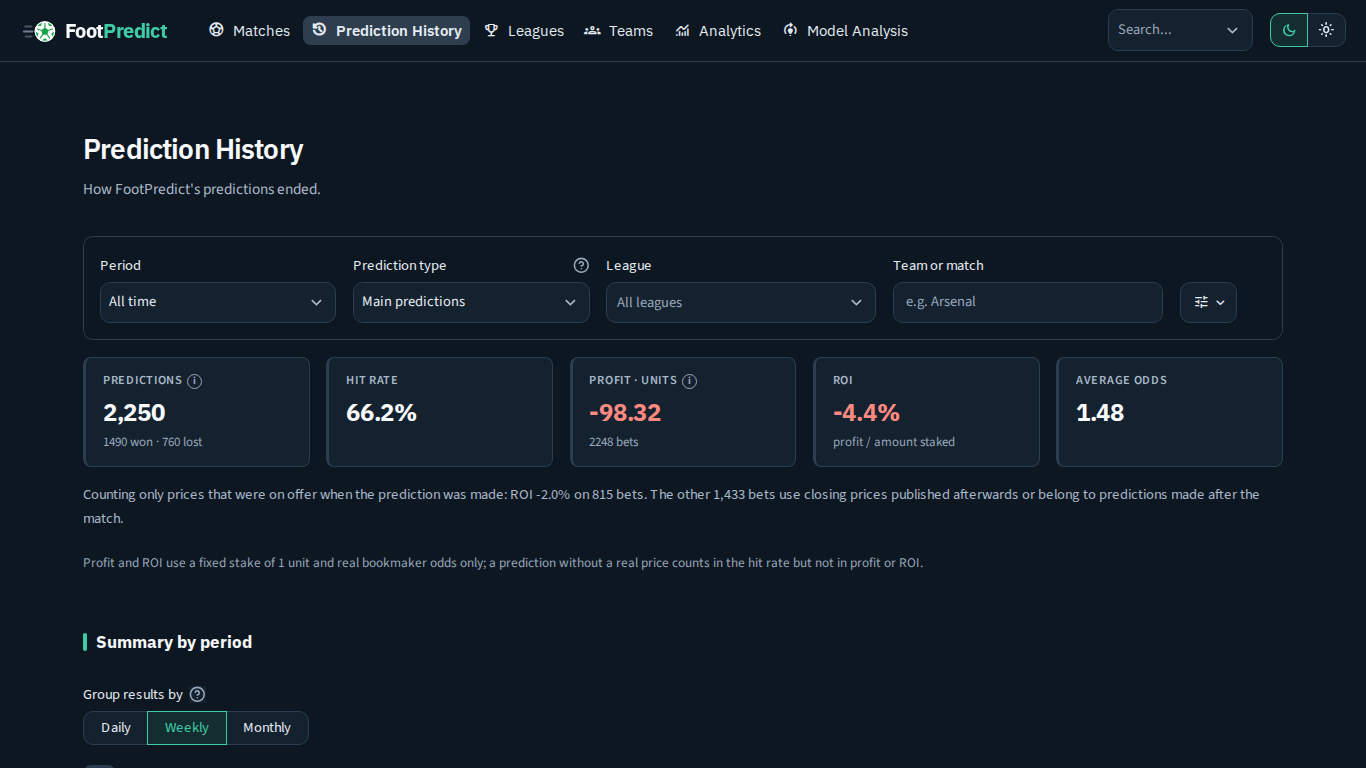 FootPredict Matches Prediction History Leagues Teams Analytics Model Analysis Search...
Prediction History
How FootPredict's predictions ended.
Period Prediction type League Team or match
All time Main predictions All leagues e.g. Arsenal
PREDICTIONS HIT RATE PROFIT · UNITS ROI AVERAGE ODDS
2,250 66.2% -98.32 -4.4% 1.48
1490 won · 760 lost 2248 bets profit / amount staked
Counting only prices that were on offer when the prediction was made: ROI -2.0% on 815 bets. The other 1,433 bets use closing prices published afterwards or belong to predictions made after the
match.
Profit and ROI use a fixed stake of 1 unit and real bookmaker odds only; a prediction without a real price counts in the hit rate but not in profit or ROI.
Summary by period
Group results by
Daily Weekly Monthly